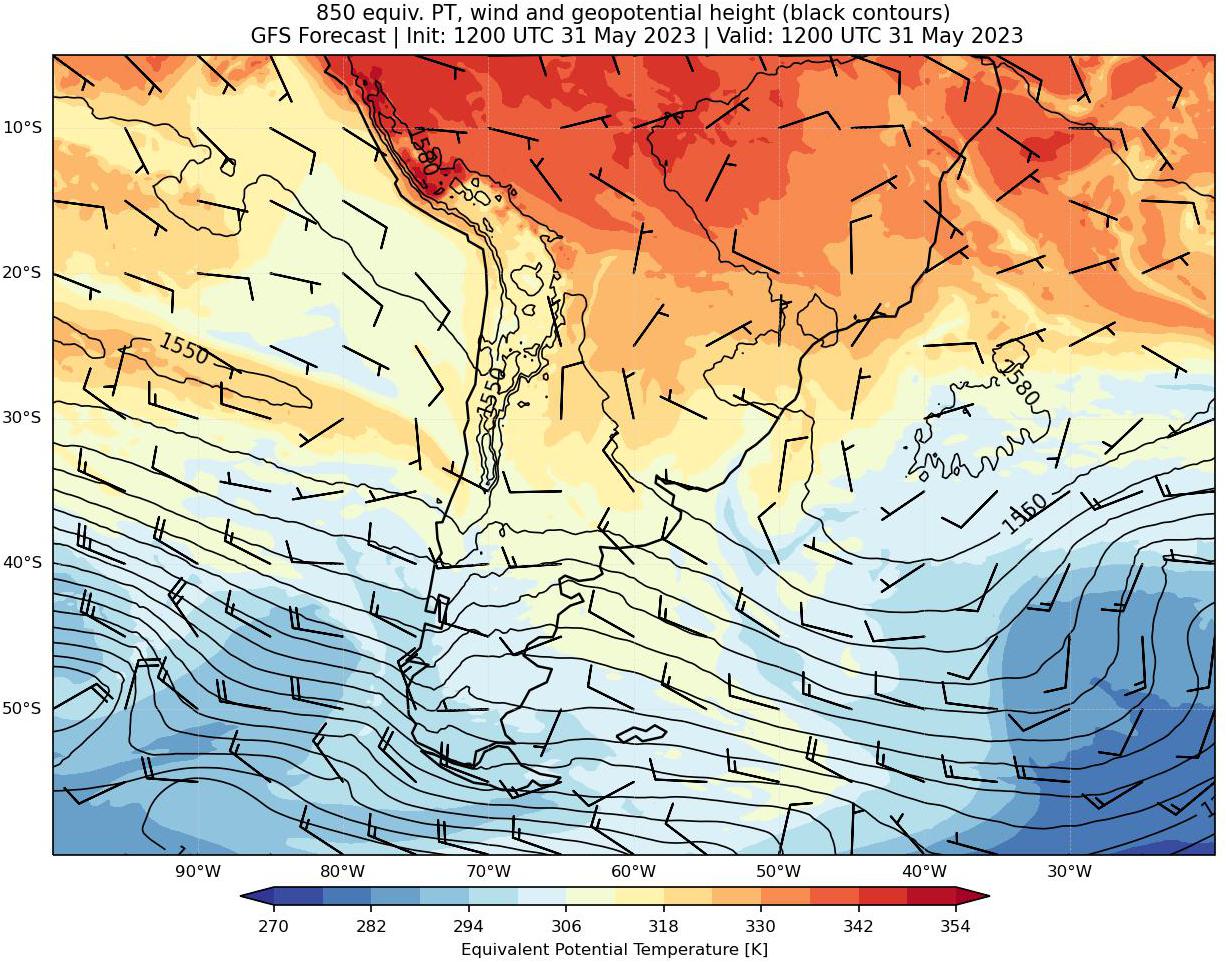 850 equiv. PT, wind and geopotential height (black contours)
GFS Forecast | Init: 1200 UTC 31 May 2023 | Valid: 1200 UTC 31 May 2023
10°S
20°S
1550
1550
1580
30°S
1560
40°S
50°S
90°W 80°W 70°W 60°W 50°W 40°W 30°W
270 282 294 306 318 330 342 354
Equivalent Potential Temperature [K]